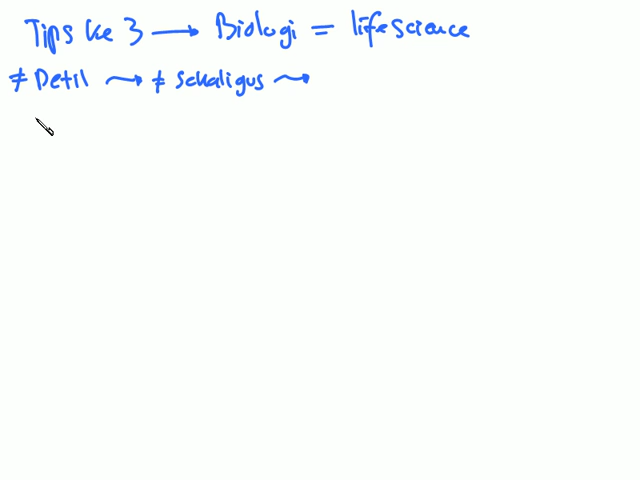 Tips ke 3 → Biologi = lifescience
≠ Detil → ≠ Sekaligus →